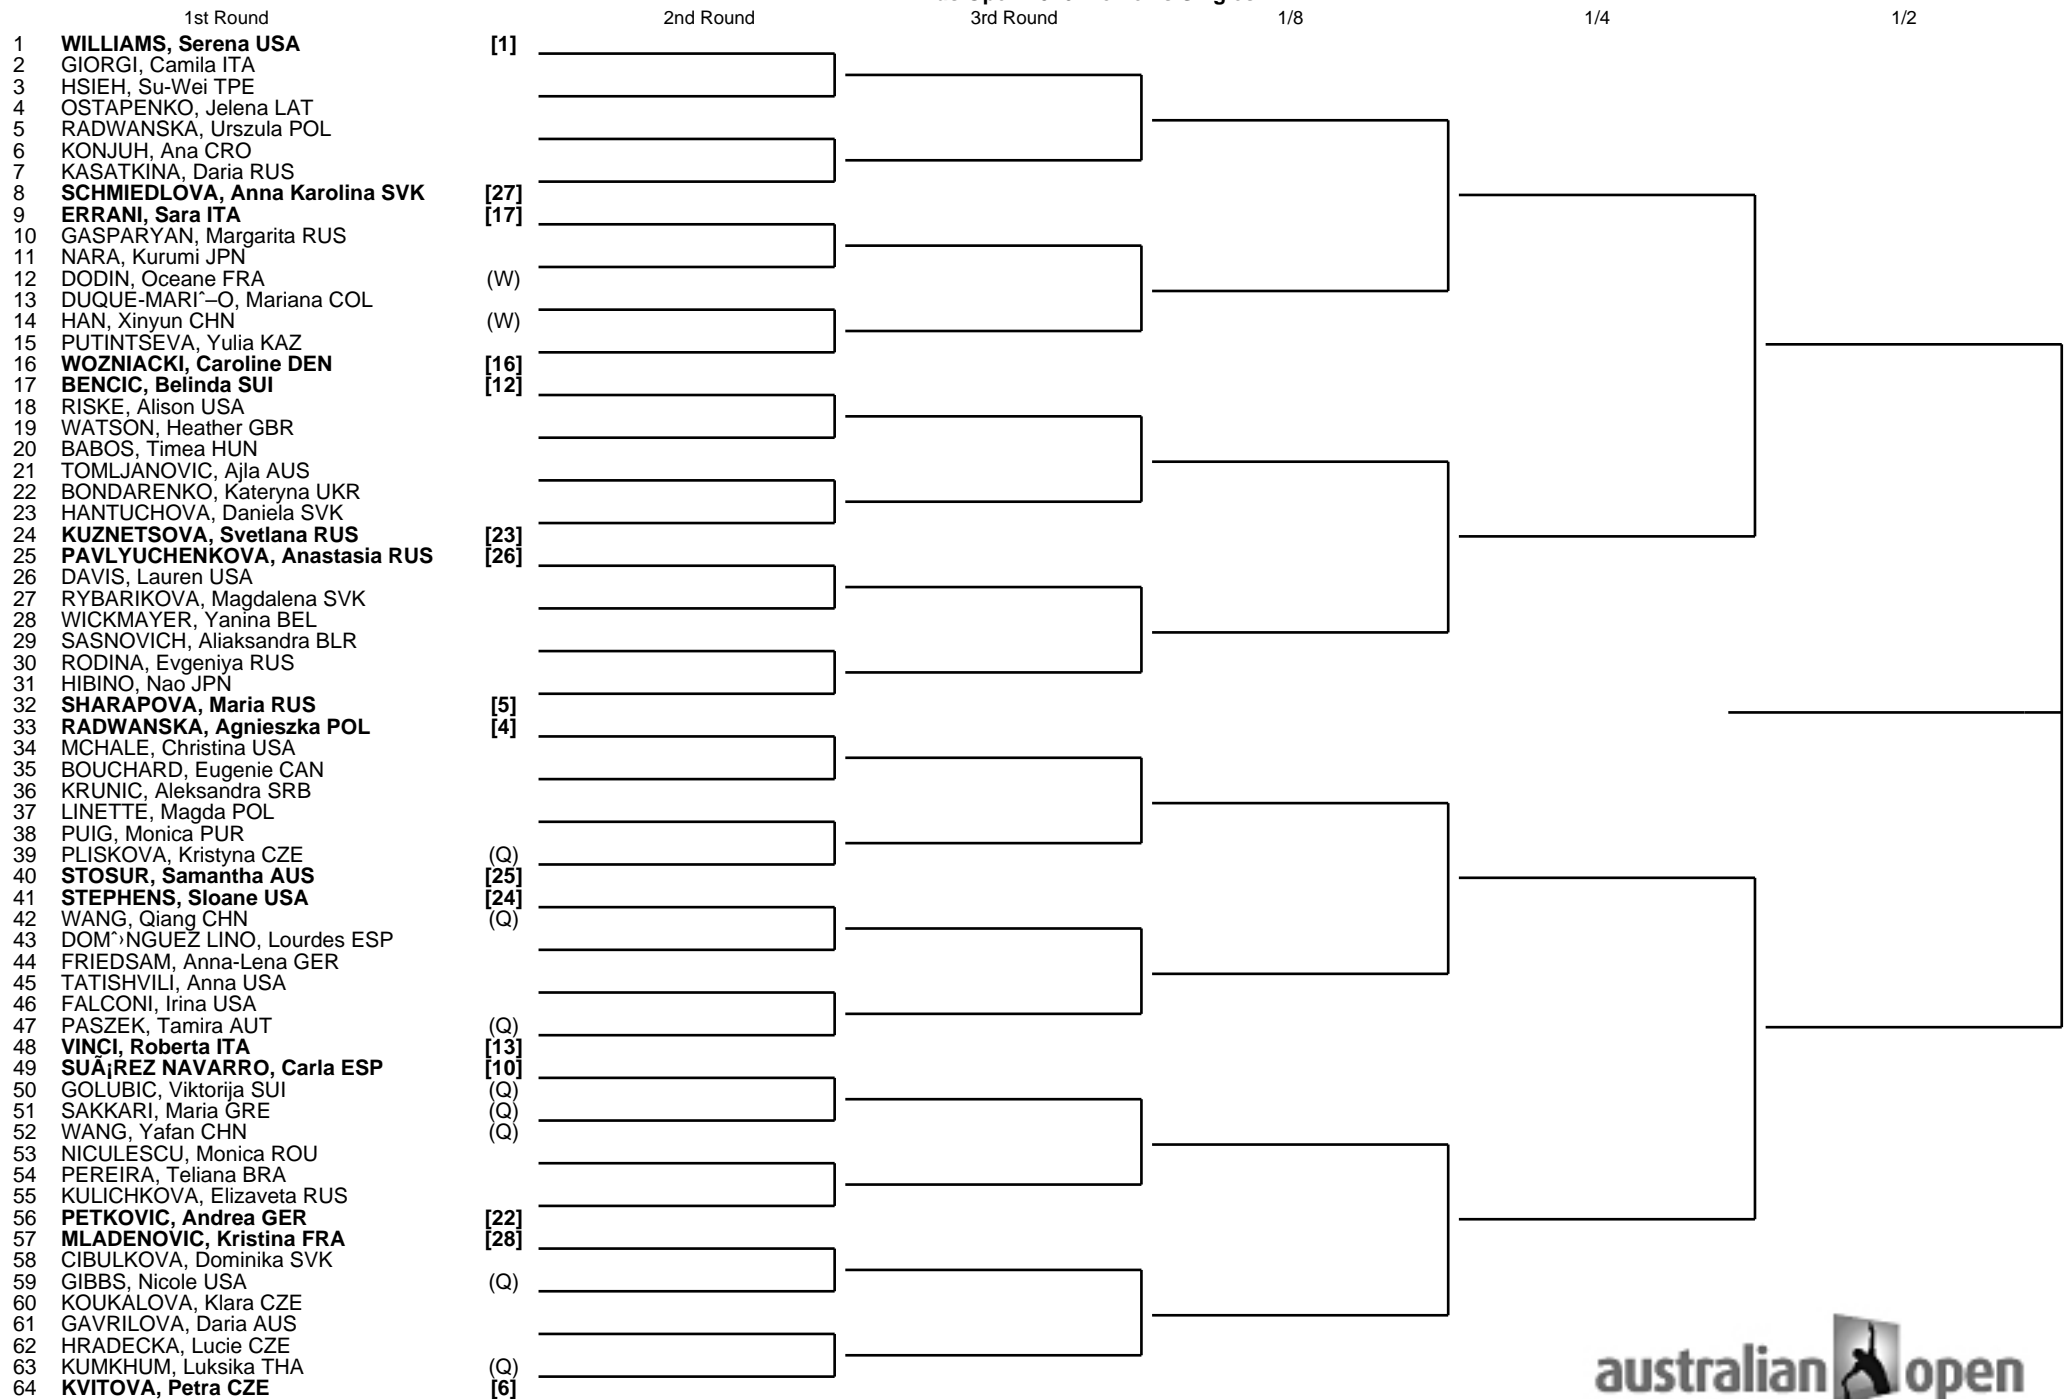 1st Round 2nd Round 3rd Round 1/8 1/4 1/2
1 WILLIAMS, Serena USA [1]
2 GIORGI, Camila ITA
3 HSIEH, Su-Wei TPE
4 OSTAPENKO, Jelena LAT
5 RADWANSKA, Urszula POL
6 KONJUH, Ana CRO
7 KASATKINA, Daria RUS
8 SCHMIEDLOVA, Anna Karolina SVK [27]
9 ERRANI, Sara ITA [17]
10 GASPARYAN, Margarita RUS
11 NARA, Kurumi JPN
12 DODIN, Oceane FRA (W)
13 DUQUE-MARIˆ–O, Mariana COL
14 HAN, Xinyun CHN (W)
15 PUTINTSEVA, Yulia KAZ
16 WOZNIACKI, Caroline DEN [16]
17 BENCIC, Belinda SUI [12]
18 RISKE, Alison USA
19 WATSON, Heather GBR
20 BABOS, Timea HUN
21 TOMLJANOVIC, Ajla AUS
22 BONDARENKO, Kateryna UKR
23 HANTUCHOVA, Daniela SVK
24 KUZNETSOVA, Svetlana RUS [23]
25 PAVLYUCHENKOVA, Anastasia RUS [26]
26 DAVIS, Lauren USA
27 RYBARIKOVA, Magdalena SVK
28 WICKMAYER, Yanina BEL
29 SASNOVICH, Aliaksandra BLR
30 RODINA, Evgeniya RUS
31 HIBINO, Nao JPN
32 SHARAPOVA, Maria RUS [5]
33 RADWANSKA, Agnieszka POL [4]
34 MCHALE, Christina USA
35 BOUCHARD, Eugenie CAN
36 KRUNIC, Aleksandra SRB
37 LINETTE, Magda POL
38 PUIG, Monica PUR
39 PLISKOVA, Kristyna CZE (Q)
40 STOSUR, Samantha AUS [25]
41 STEPHENS, Sloane USA [24]
42 WANG, Qiang CHN (Q)
43 DOMˆ›NGUEZ LINO, Lourdes ESP
44 FRIEDSAM, Anna-Lena GER
45 TATISHVILI, Anna USA
46 FALCONI, Irina USA
47 PASZEK, Tamira AUT (Q)
48 VINCI, Roberta ITA [13]
49 SUÃ¡REZ NAVARRO, Carla ESP [10]
50 GOLUBIC, Viktorija SUI (Q)
51 SAKKARI, Maria GRE (Q)
52 WANG, Yafan CHN (Q)
53 NICULESCU, Monica ROU
54 PEREIRA, Teliana BRA
55 KULICHKOVA, Elizaveta RUS
56 PETKOVIC, Andrea GER [22]
57 MLADENOVIC, Kristina FRA [28]
58 CIBULKOVA, Dominika SVK
59 GIBBS, Nicole USA (Q)
60 KOUKALOVA, Klara CZE
61 GAVRILOVA, Daria AUS
62 HRADECKA, Lucie CZE
63 KUMKHUM, Luksika THA (Q)
64 KVITOVA, Petra CZE [6]
australian open